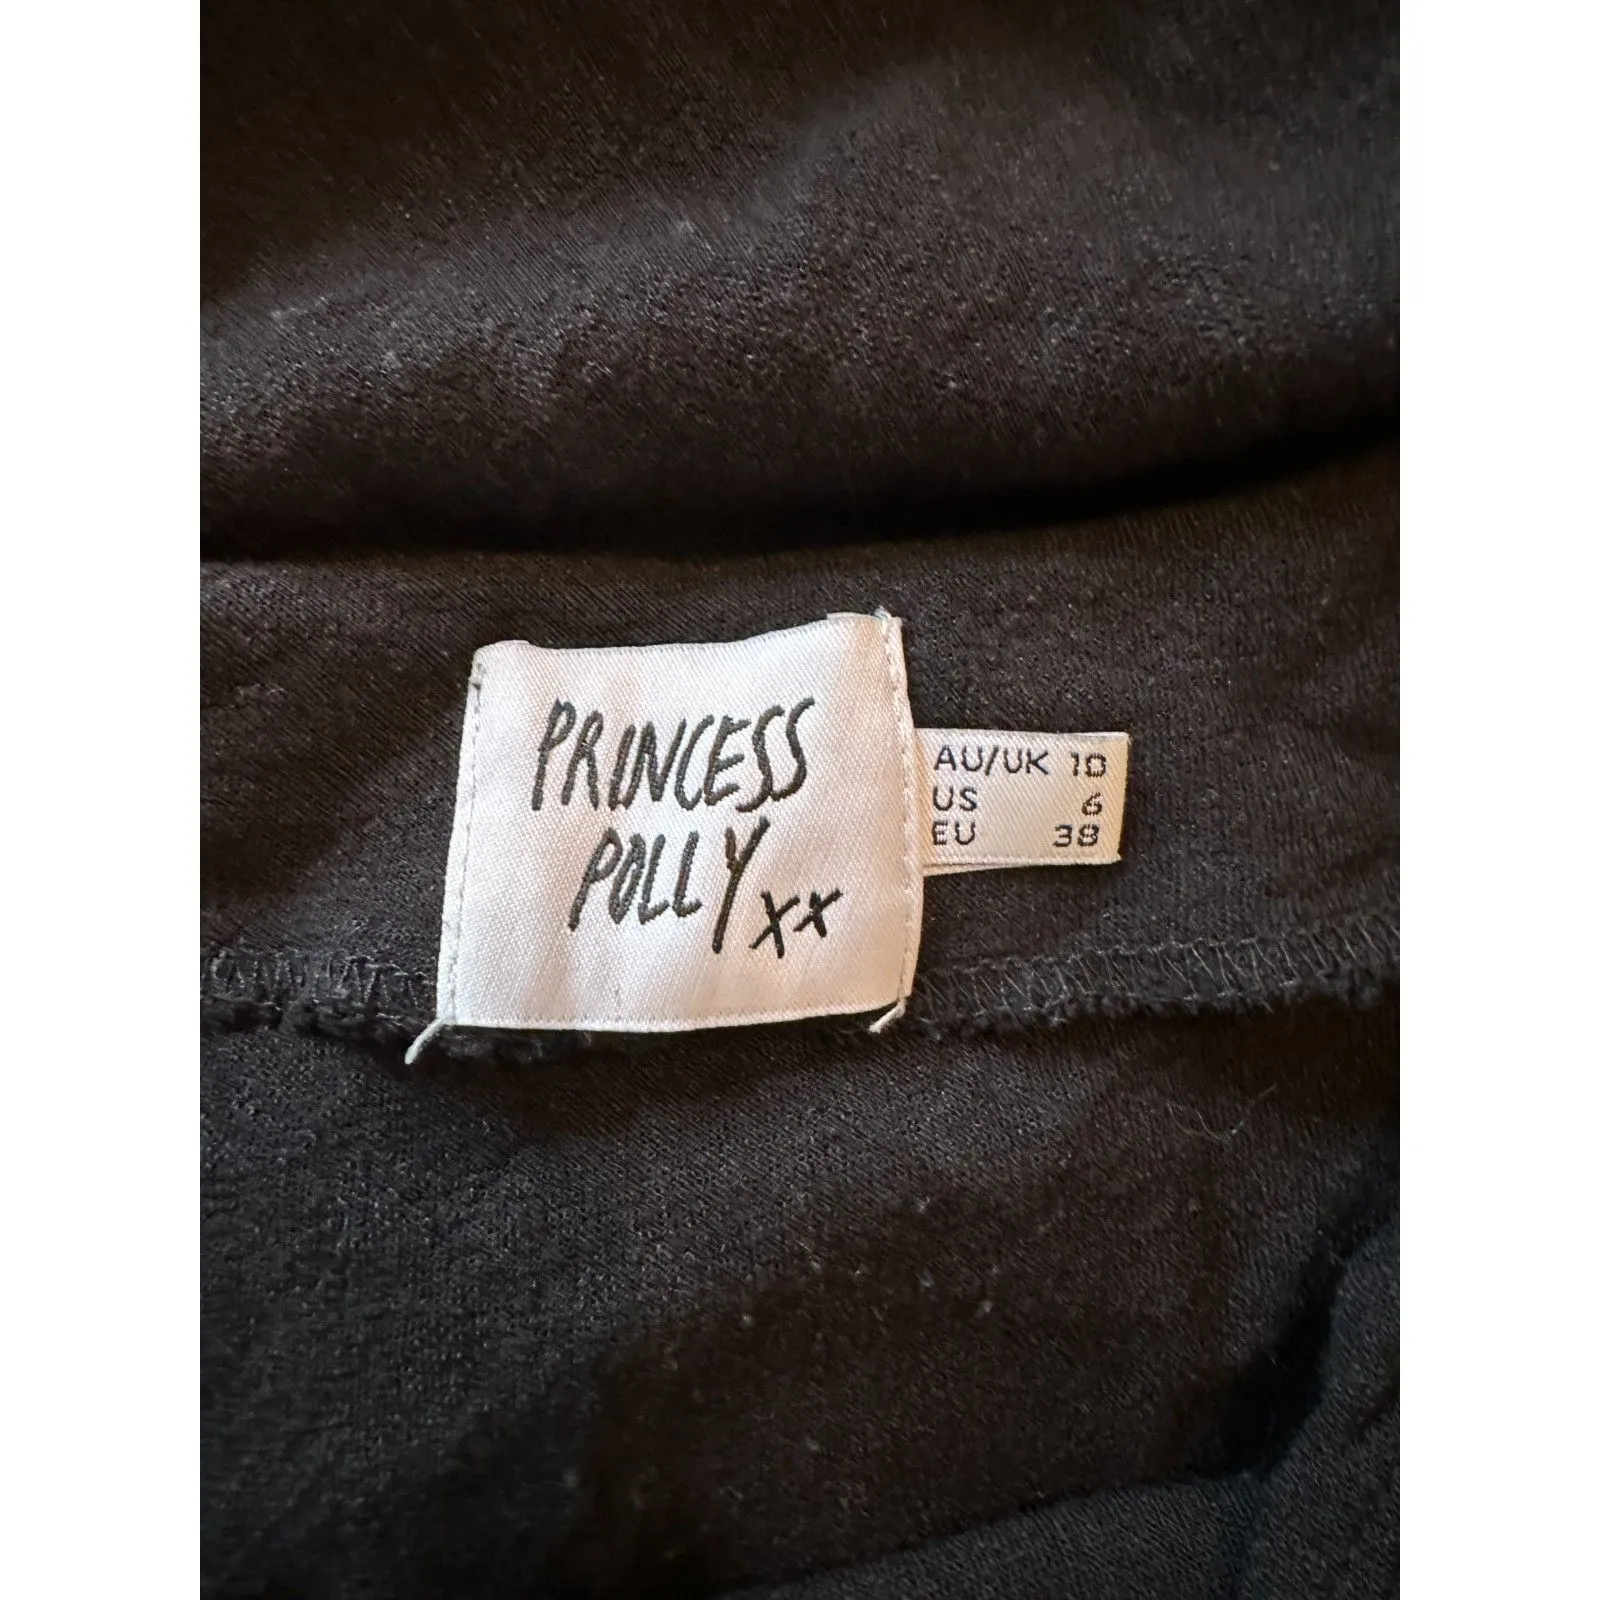 PRINCESS
POLLY xx
AU/UK 10
US 6
EU 38